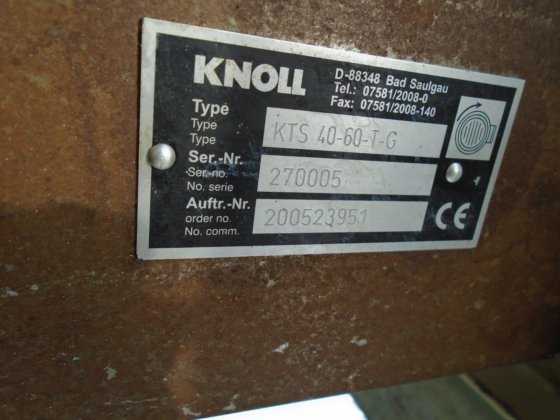 KNOLL
D-88348 Bad Saulgau
Tel.: 07581/2008-0
Fax: 07581/2008-140
Type
Type
Type
KTS 40-60-T-G
Ser.-Nr.
Ser.-no.
No. serie
270005
Auftr.-Nr.
order no.
No. comm.
200523951
CE